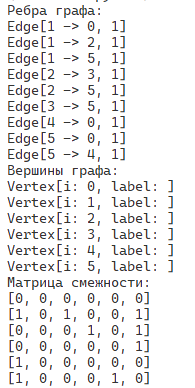 Ребра графа:
Edge[1 -> 0, 1]
Edge[1 -> 2, 1]
Edge[1 -> 5, 1]
Edge[2 -> 3, 1]
Edge[2 -> 5, 1]
Edge[3 -> 5, 1]
Edge[4 -> 0, 1]
Edge[5 -> 0, 1]
Edge[5 -> 4, 1]
Вершины графа:
Vertex[i: 0, label: ]
Vertex[i: 1, label: ]
Vertex[i: 2, label: ]
Vertex[i: 3, label: ]
Vertex[i: 4, label: ]
Vertex[i: 5, label: ]
Матрица смежности:
[0, 0, 0, 0, 0, 0]
[1, 0, 1, 0, 0, 1]
[0, 0, 0, 1, 0, 1]
[0, 0, 0, 0, 0, 1]
[1, 0, 0, 0, 0, 0]
[1, 0, 0, 0, 1, 0]